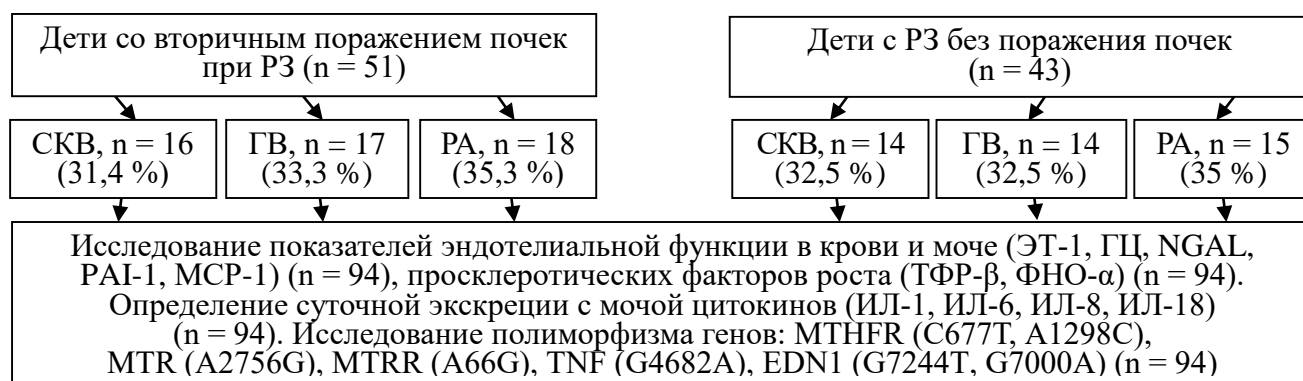 Дети со вторичным поражением почек
при РЗ (n = 51)
Дети с РЗ без поражения почек
(n = 43)
СКВ, n = 16
(31,4 %)
ГВ, n = 17
(33,3 %)
РА, n = 18
(35,3 %)
СКВ, n = 14
(32,5 %)
ГВ, n = 14
(32,5 %)
РА, n = 15
(35 %)
Исследование показателей эндотелиальной функции в крови и моче (ЭТ-1, ГЦ, NGAL,
PAI-1, MCP-1) (n = 94), просклеротических факторов роста (ТФР-β, ФНО-α) (n = 94).
Определение суточной экскреции с мочой цитокинов (ИЛ-1, ИЛ-6, ИЛ-8, ИЛ-18)
(n = 94). Исследование полиморфизма генов: MTHFR (C677T, A1298C),
MTR (A2756G), MTRR (A66G), TNF (G4682A), EDN1 (G7244T, G7000A) (n = 94)